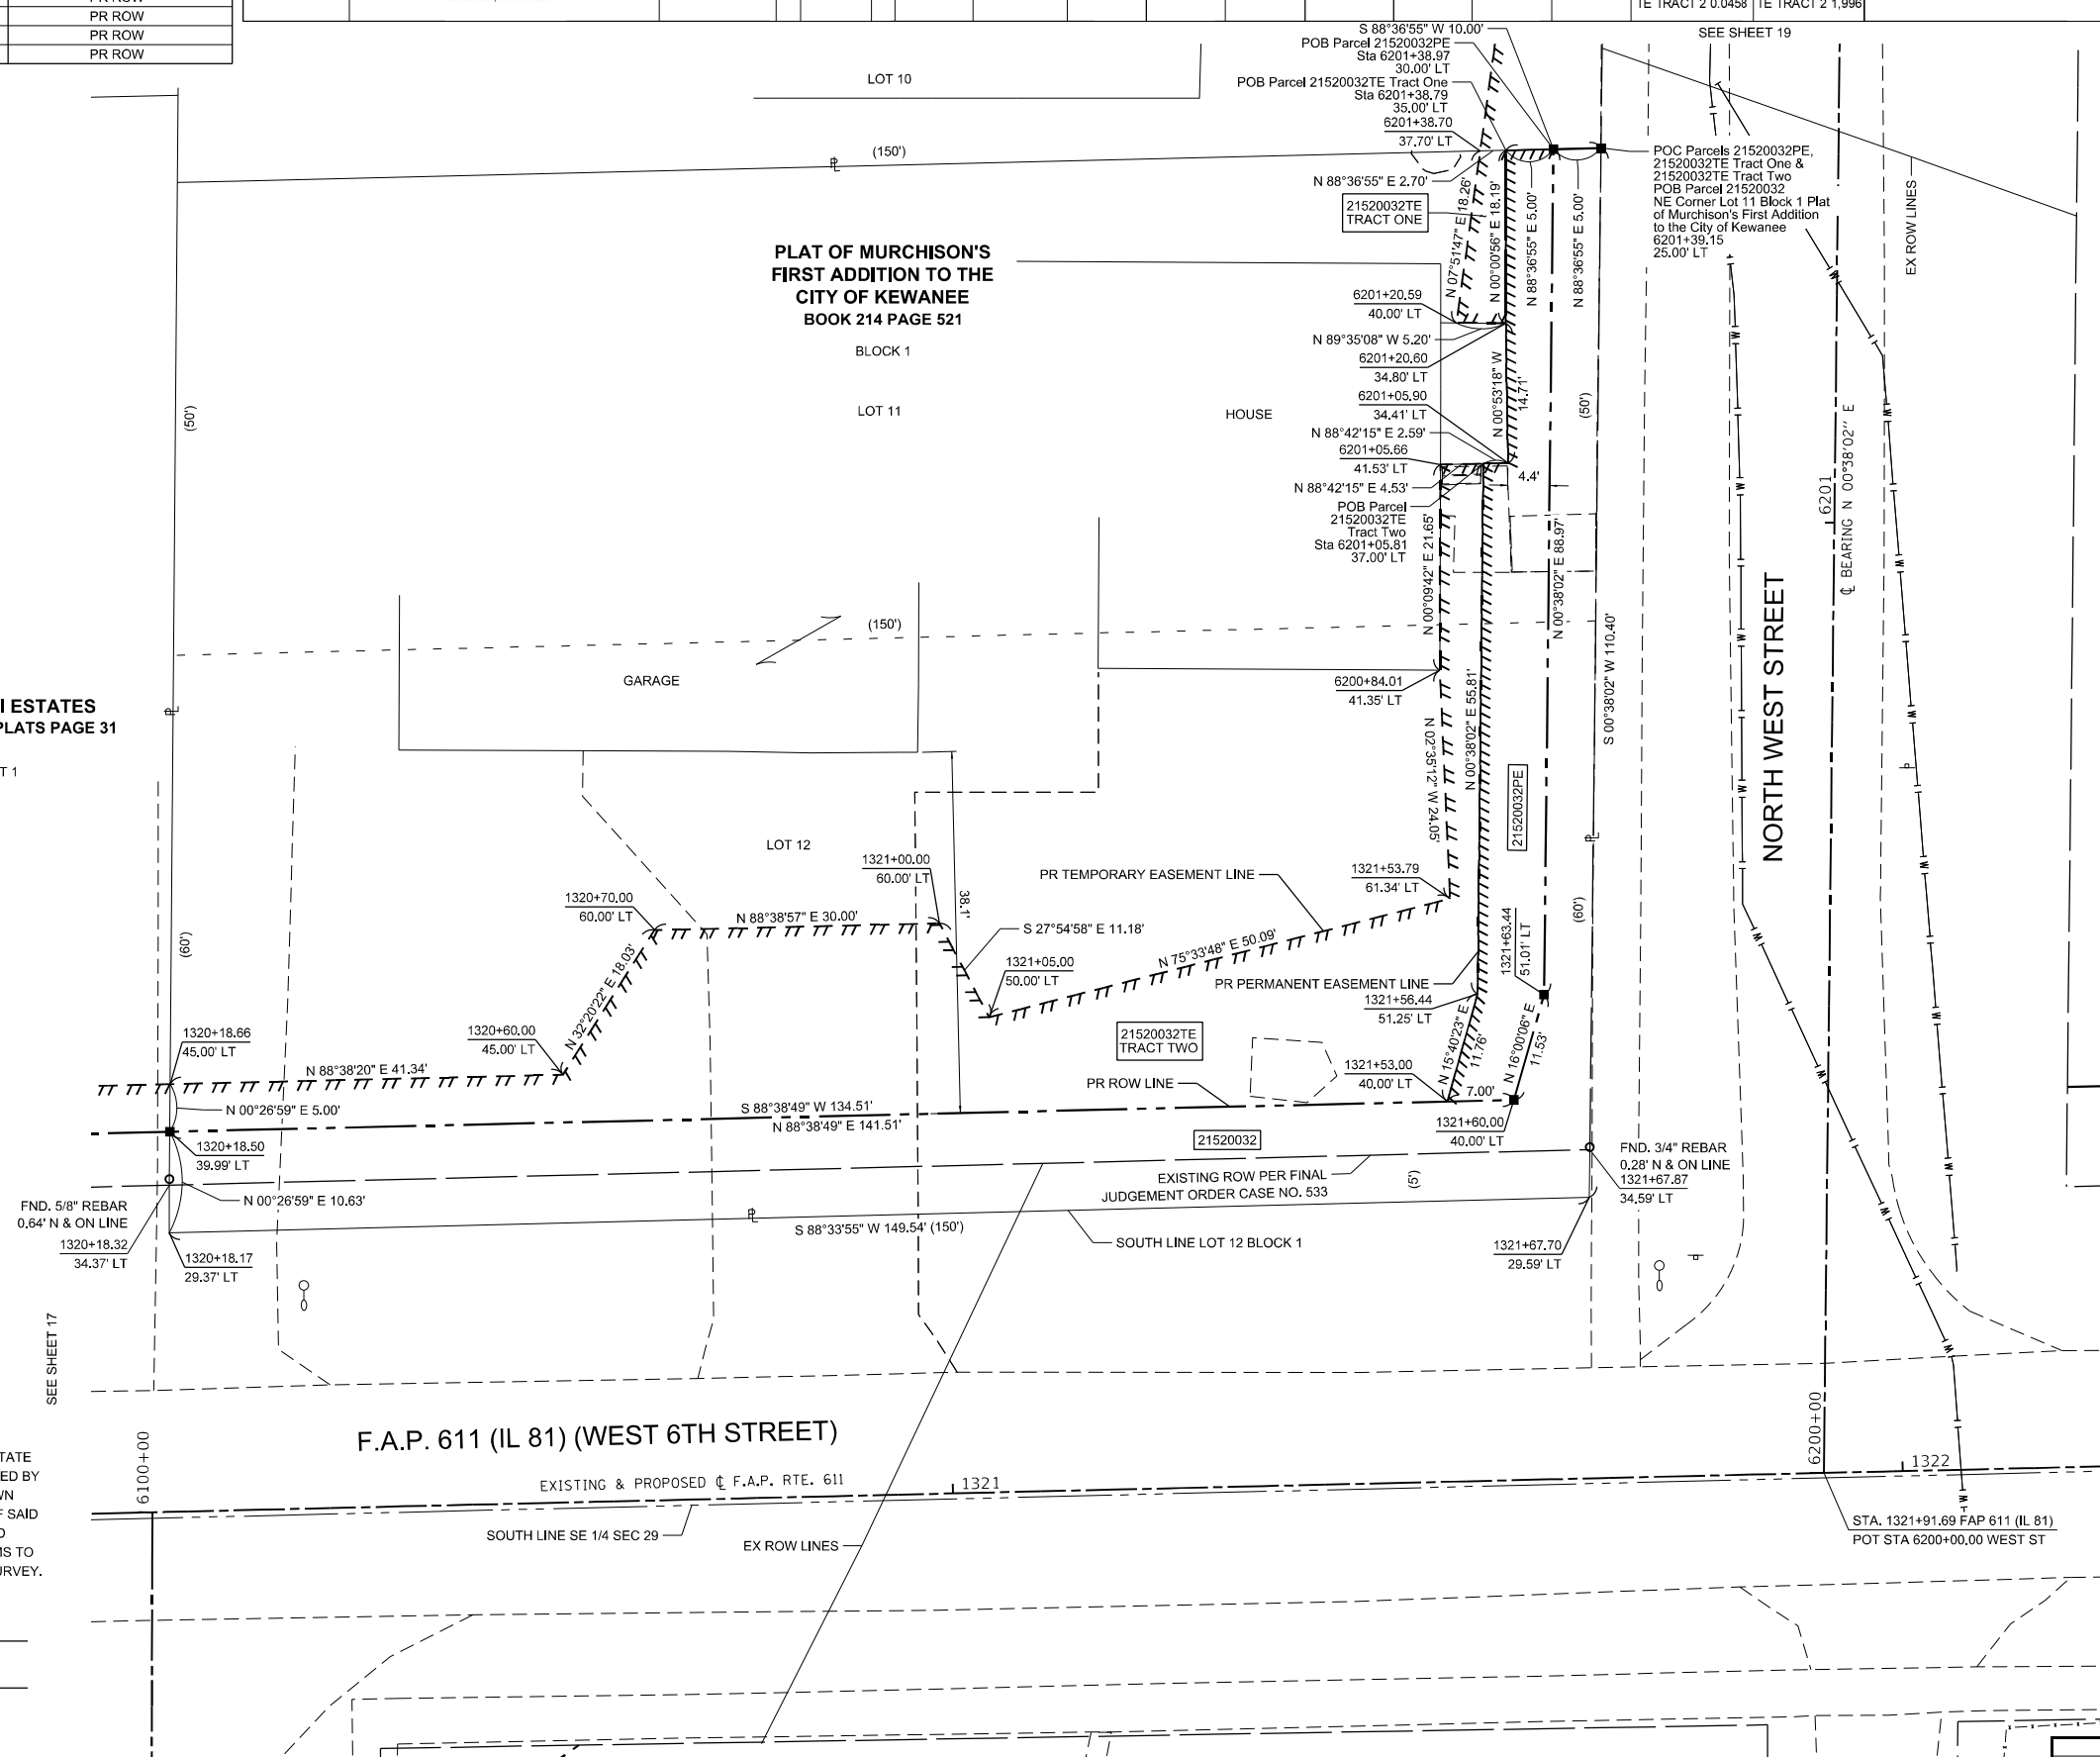 PR ROW
PR ROW
PR ROW
TE TRACT 2 0.0458
TE TRACT 2 1,996
SEE SHEET 19
S 88°36'55" W 10.00'
POB Parcel 21520032PE
Sta 6201+38.97
30.00' LT
POB Parcel 21520032TE Tract One
Sta 6201+38.79
35.00' LT
6201+38.70
37.70' LT
LOT 10
(150')
N 88°36'55" E 2.70'
21520032TE
TRACT ONE
N 07°51'47" E 18.26'
N 00°00'56" E 18.19'
N 88°36'55" E 5.00'
N 88°36'55" E 5.00'
POC Parcels 21520032PE,
21520032TE Tract One &
21520032TE Tract Two
POB Parcel 21520032
NE Corner Lot 11 Block 1 Plat
of Murchison's First Addition
to the City of Kewanee
6201+39.15
25.00' LT
EX ROW LINES
PLAT OF MURCHISON'S
FIRST ADDITION TO THE
CITY OF KEWANEE
BOOK 214 PAGE 521
BLOCK 1
LOT 11
HOUSE
(50')
6201+20.59
40.00' LT
N 89°35'08" W 5.20'
6201+20.60
34.80' LT
6201+05.90
34.41' LT
N 88°42'15" E 2.59'
6201+05.66
41.53' LT
N 88°42'15" E 4.53'
POB Parcel
21520032TE
Tract Two
Sta 6201+05.81
37.00' LT
N 00°53'18" W
14.71'
4.4'
(50')
6201
℄ BEARING N 00°38'02" E
N 00°09'42" E 21.65'
N 00°38'02" E 88.97'
S 00°38'02" W 110.40'
NORTH WEST STREET
(150')
GARAGE
6200+84.01
41.35' LT
N 02°35'12" W 24.05'
N 00°38'02" E 55.81'
21520032PE
I ESTATES
PLATS PAGE 31
T 1
LOT 12
1321+00.00
60.00' LT
1320+70.00
60.00' LT
N 88°38'57" E 30.00'
38.1'
PR TEMPORARY EASEMENT LINE
1321+53.79
61.34' LT
S 27°54'58" E 11.18'
1321+05.00
50.00' LT
N 75°33'48" E 50.09'
PR PERMANENT EASEMENT LINE
1321+56.44
51.25' LT
1321+63.44
51.01' LT
(60')
(60')
N 32°20'22" E 18.03'
1320+18.66
45.00' LT
1320+60.00
45.00' LT
N 88°38'20" E 41.34'
21520032TE
TRACT TWO
1321+53.00
40.00' LT
N 15°40'23" E
11.76'
N 16°00'06" E
11.53'
7.00'
PR ROW LINE
N 00°26'59" E 5.00'
S 88°38'49" W 134.51'
N 88°38'49" E 141.51'
1321+60.00
40.00' LT
1320+18.50
39.99' LT
21520032
N 00°26'59" E 10.63'
EXISTING ROW PER FINAL
JUDGEMENT ORDER CASE NO. 533
(5')
FND. 3/4" REBAR
0.28' N & ON LINE
1321+67.87
34.59' LT
FND. 5/8" REBAR
0.64' N & ON LINE
1320+18.32
34.37' LT
1320+18.17
29.37' LT
S 88°33'55" W 149.54' (150')
SOUTH LINE LOT 12 BLOCK 1
1321+67.70
29.59' LT
SEE SHEET 17
F.A.P. 611 (IL 81) (WEST 6TH STREET)
6100+00
6200+00
EXISTING & PROPOSED ℄ F.A.P. RTE. 611
1321
1322
SOUTH LINE SE 1/4 SEC 29
EX ROW LINES
STA. 1321+91.69 FAP 611 (IL 81)
POT STA 6200+00.00 WEST ST
TATE
ED BY
WN
F SAID
MS TO
URVEY.